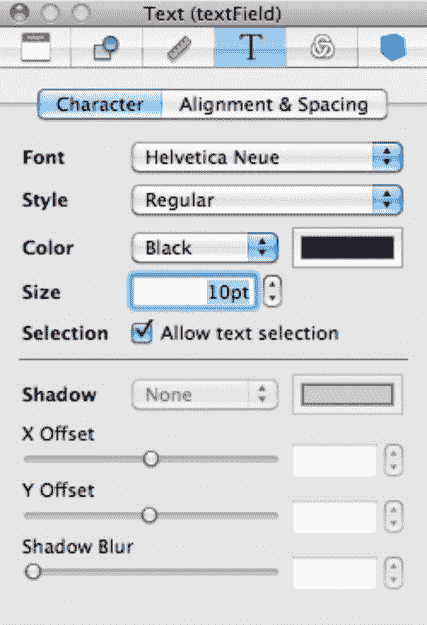 Text (textField)
T
Character Alignment & Spacing
Font Helvetica Neue
Style Regular
Color Black
Size 10pt
Selection Allow text selection
Shadow None
X Offset
Y Offset
Shadow Blur